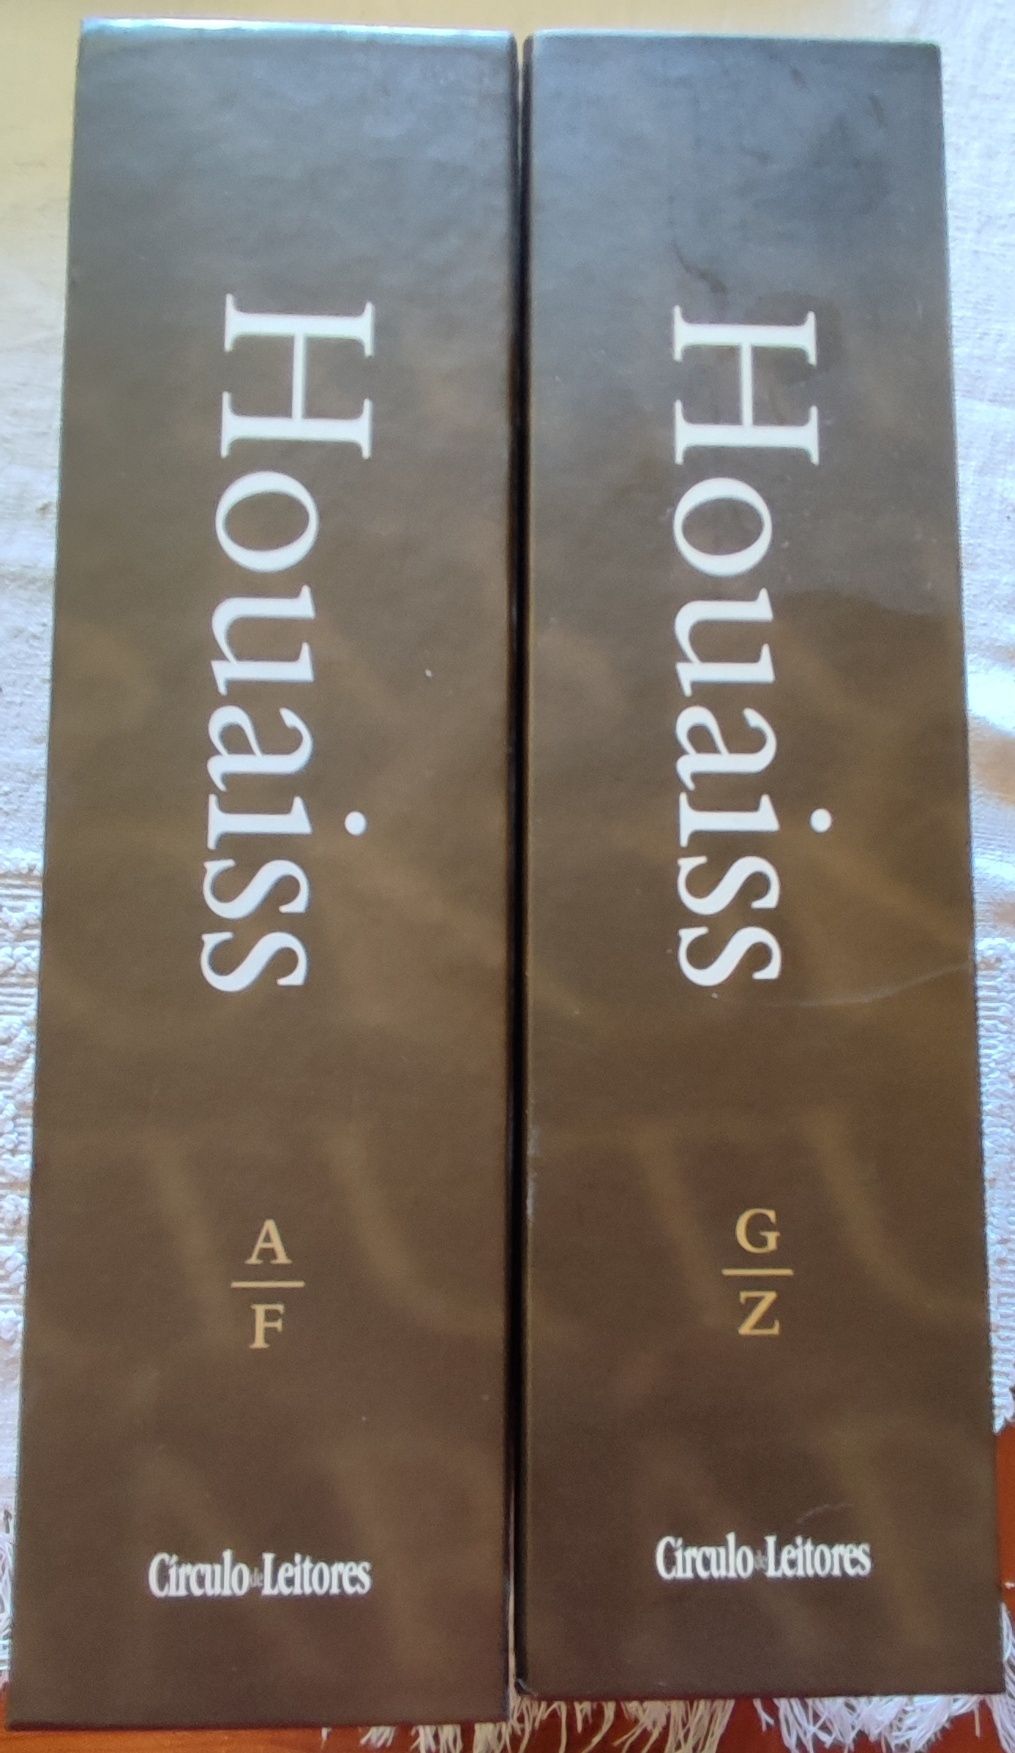 Houaiss
A
F
Círculo de Leitores
Houaiss
G
Z
Círculo de Leitores